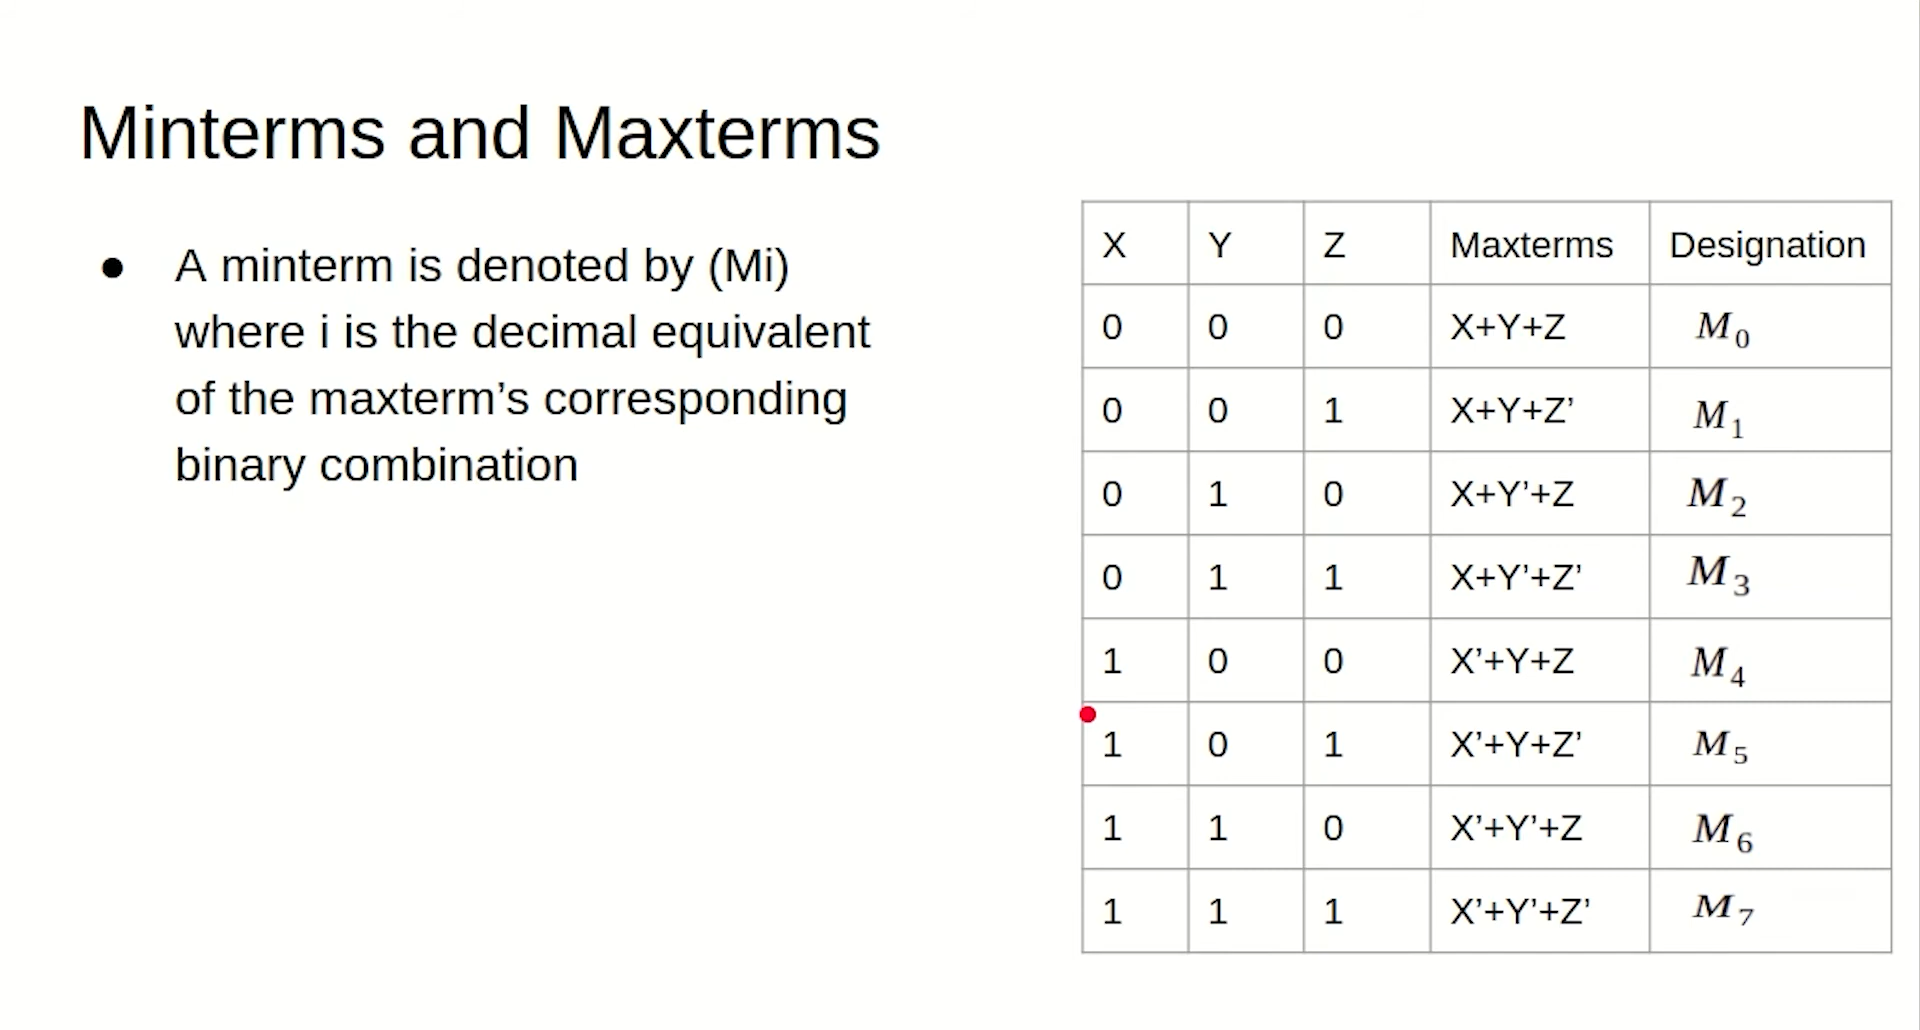 Minterms and Maxterms
● A minterm is denoted by (Mi)
where i is the decimal equivalent
of the maxterm’s corresponding
binary combination
X Y Z Maxterms Designation
0 0 0 X+Y+Z M0
0 0 1 X+Y+Z’ M1
0 1 0 X+Y’+Z M2
0 1 1 X+Y’+Z’ M3
1 0 0 X’+Y+Z M4
1 0 1 X’+Y+Z’ M5
1 1 0 X’+Y’+Z M6
1 1 1 X’+Y’+Z’ M7